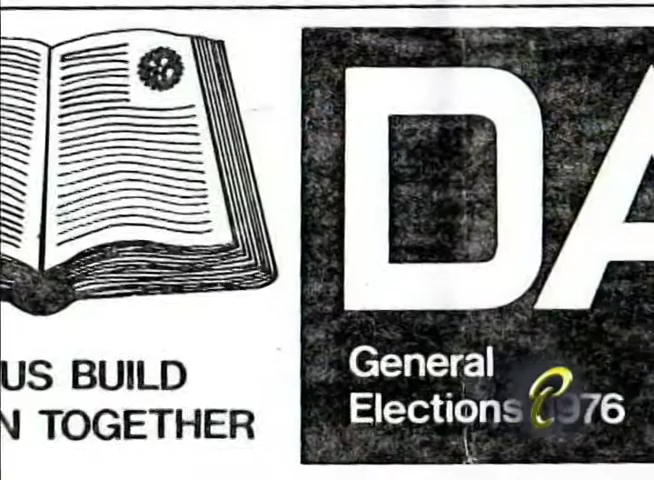 US BUILD
N TOGETHER
DA
General
Elections 976